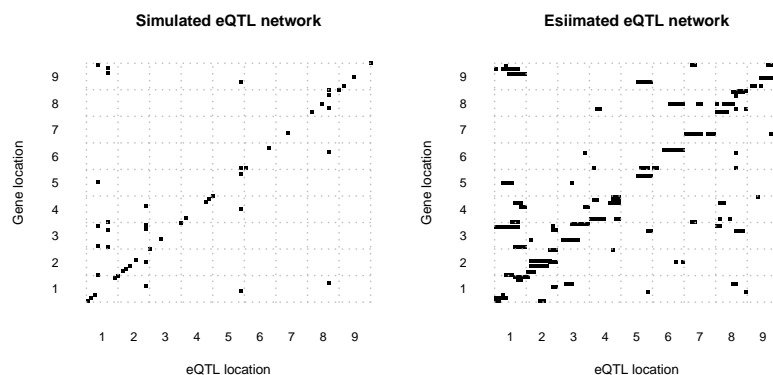 Simulated eQTL network
Esiimated eQTL network
Gene location
9
8
7
6
5
4
3
2
1
1 2 3 4 5 6 7 8 9
eQTL location
Gene location
9
8
7
6
5
4
3
2
1
1 2 3 4 5 6 7 8 9
eQTL location